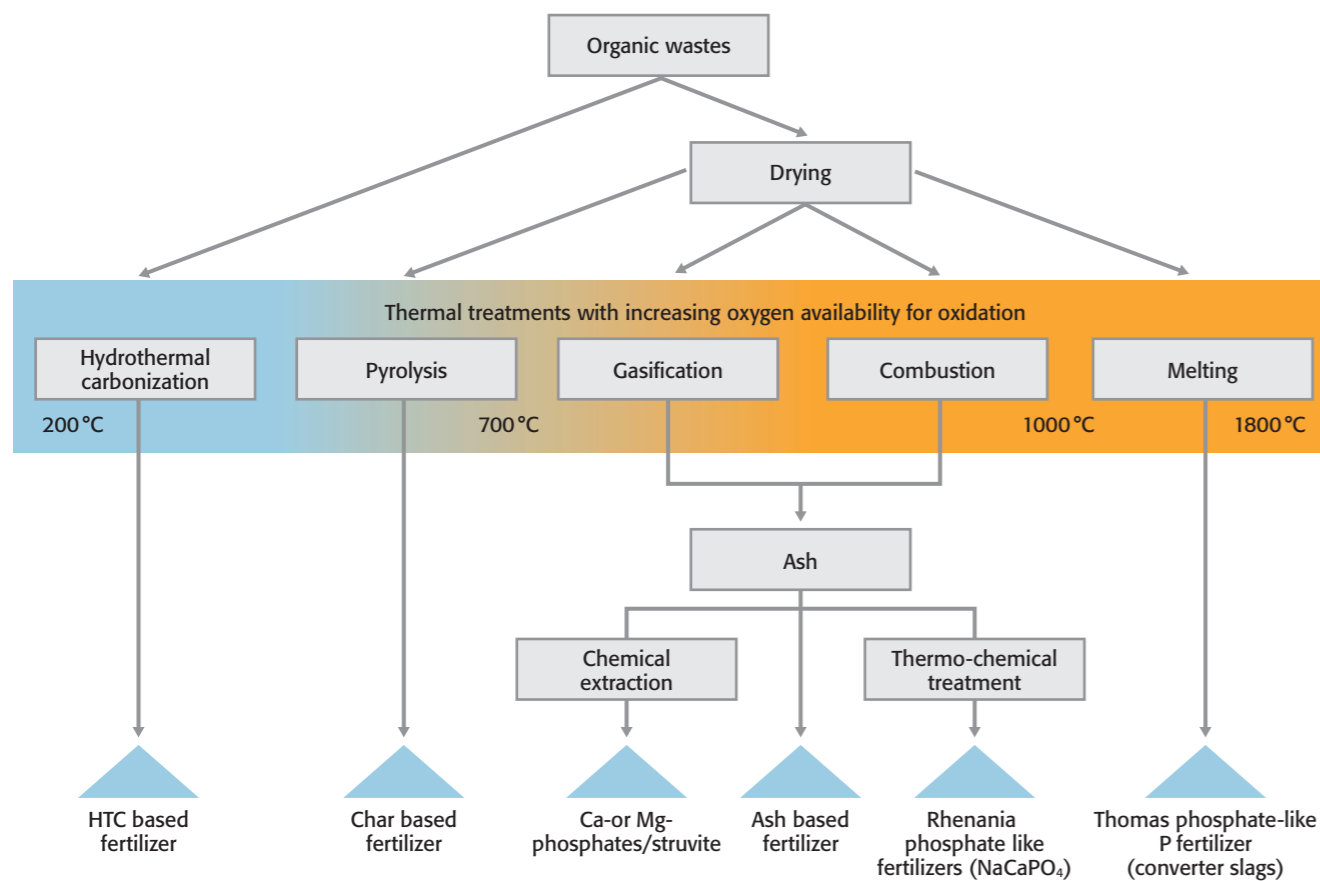 Organic wastes
Drying
Thermal treatments with increasing oxygen availability for oxidation
Hydrothermal
carbonization
Pyrolysis
Gasification
Combustion
Melting
200 °C
700 °C
1000 °C
1800 °C
Ash
Chemical
extraction
Thermo-chemical
treatment
HTC based
fertilizer
Char based
fertilizer
Ca-or Mg-
phosphates/struvite
Ash based
fertilizer
Rhenania
phosphate like
fertilizers (NaCaPO₄)
Thomas phosphate-like
P fertilizer
(converter slags)